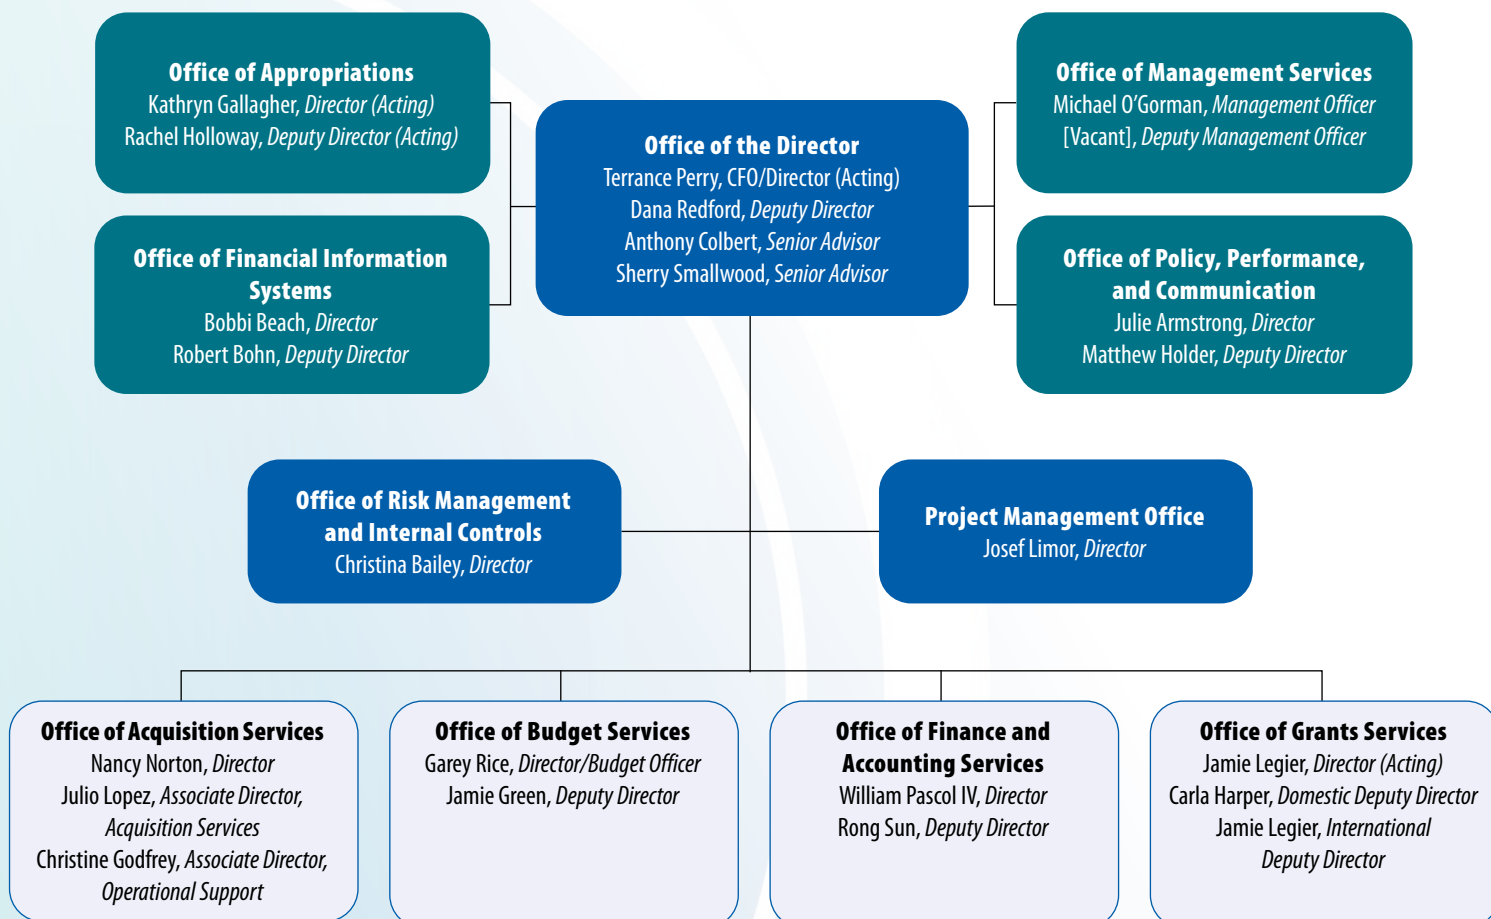 Office of Appropriations
Kathryn Gallagher, Director (Acting)
Rachel Holloway, Deputy Director (Acting)
Office of Financial Information
Systems
Bobbi Beach, Director
Robert Bohn, Deputy Director
Office of the Director
Terrance Perry, CFO/Director (Acting)
Dana Redford, Deputy Director
Anthony Colbert, Senior Advisor
Sherry Smallwood, Senior Advisor
Office of Management Services
Michael O’Gorman, Management Officer
[Vacant], Deputy Management Officer
Office of Policy, Performance,
and Communication
Julie Armstrong, Director
Matthew Holder, Deputy Director
Office of Risk Management
and Internal Controls
Christina Bailey, Director
Project Management Office
Josef Limor, Director
Office of Acquisition Services
Nancy Norton, Director
Julio Lopez, Associate Director,
Acquisition Services
Christine Godfrey, Associate Director,
Operational Support
Office of Budget Services
Garey Rice, Director/Budget Officer
Jamie Green, Deputy Director
Office of Finance and
Accounting Services
William Pascol IV, Director
Rong Sun, Deputy Director
Office of Grants Services
Jamie Legier, Director (Acting)
Carla Harper, Domestic Deputy Director
Jamie Legier, International
Deputy Director